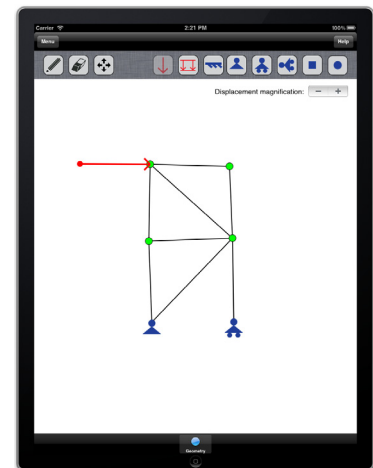 Carrier 2:21 PM 100%
Menu Help
Displacement magnification: − +
Geometry